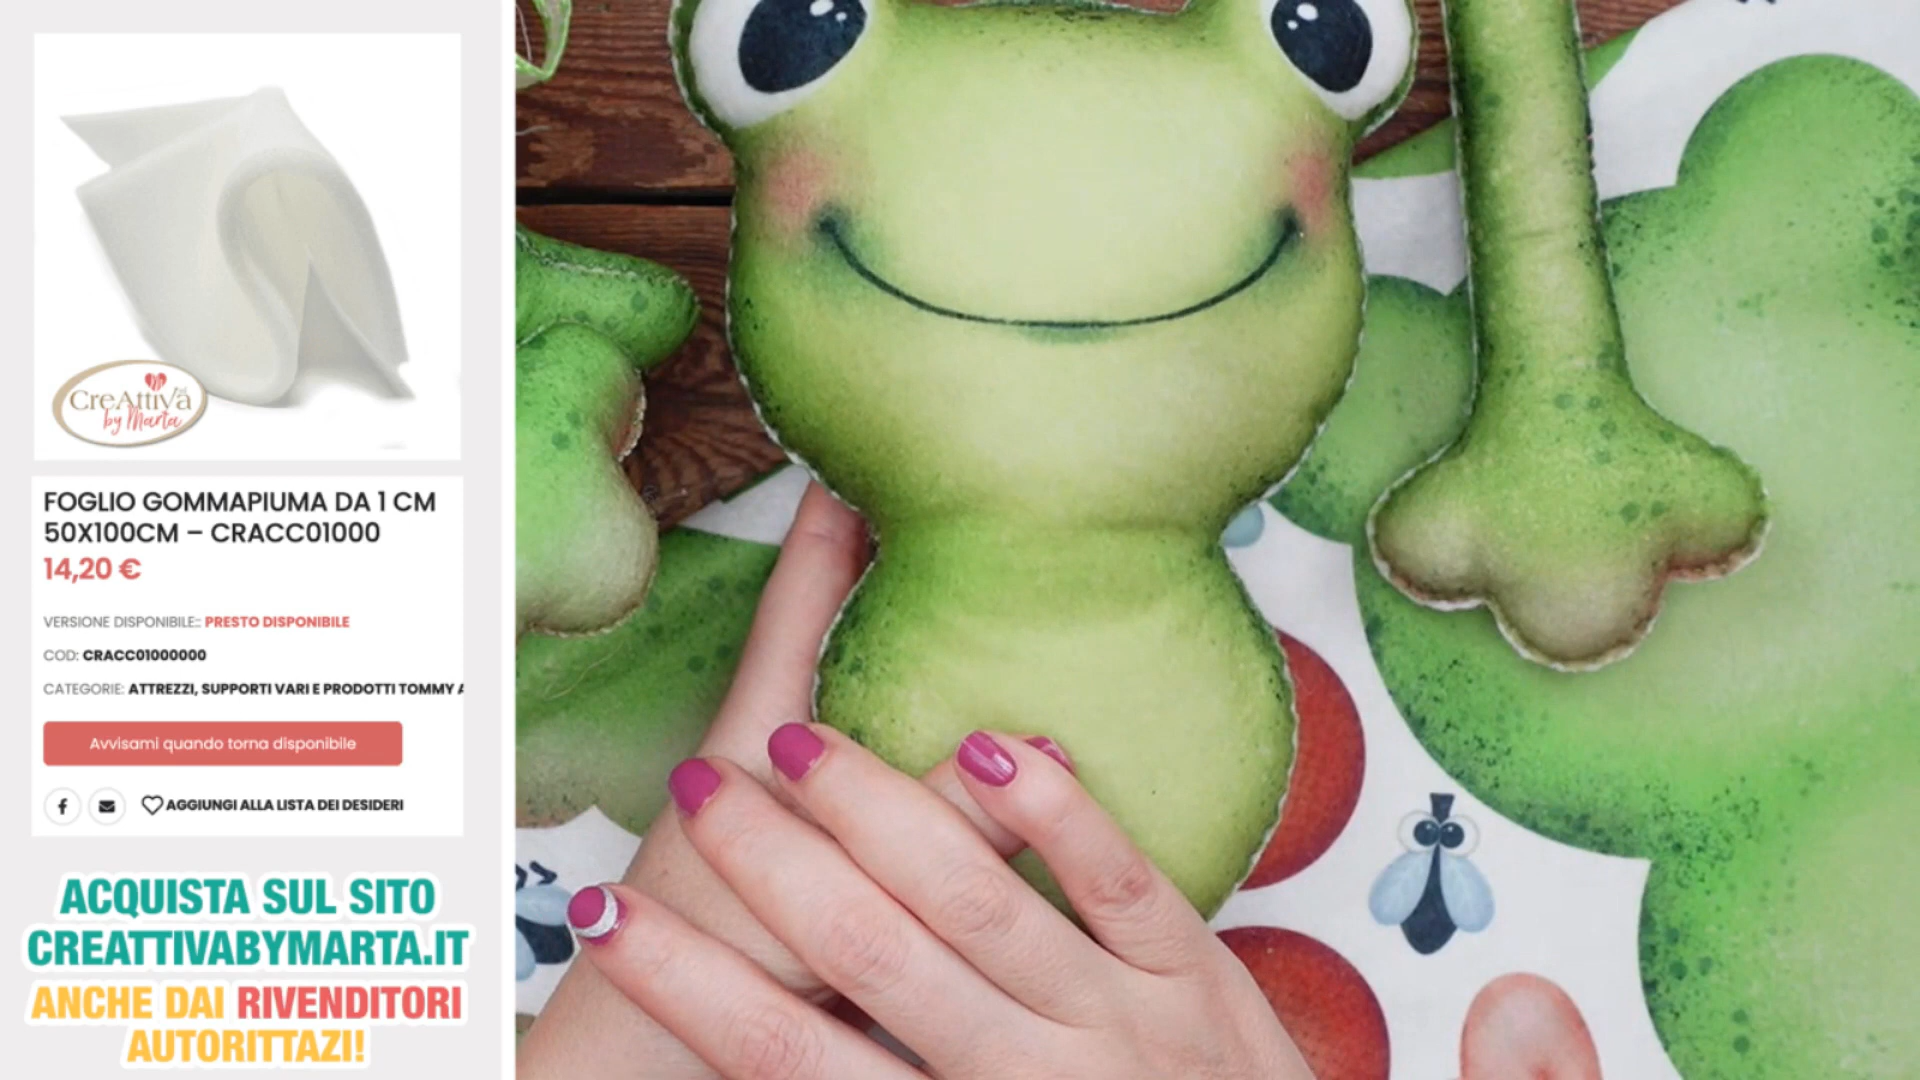 CreAttiva
by Marta
FOGLIO GOMMAPIUMA DA 1 CM
50X100CM – CRACC01000
14,20 €
VERSIONE DISPONIBILE:: PRESTO DISPONIBILE
COD: CRACC01000000
CATEGORIE: ATTREZZI, SUPPORTI VARI E PRODOTTI TOMMY
Avvisami quando torna disponibile
AGGIUNGI ALLA LISTA DEI DESIDERI
ACQUISTA SUL SITO
CREATTIVABYMARTA.IT
ANCHE DAI RIVENDITORI
AUTORITTAZI!